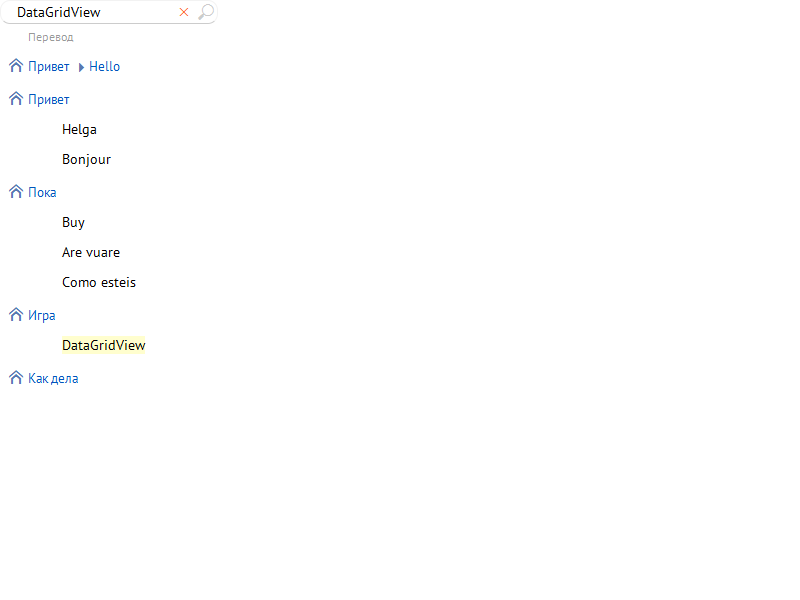 DataGridView
Перевод
Привет Hello
Привет
Helga
Bonjour
Пока
Buy
Are vuare
Como esteis
Игра
DataGridView
Как дела